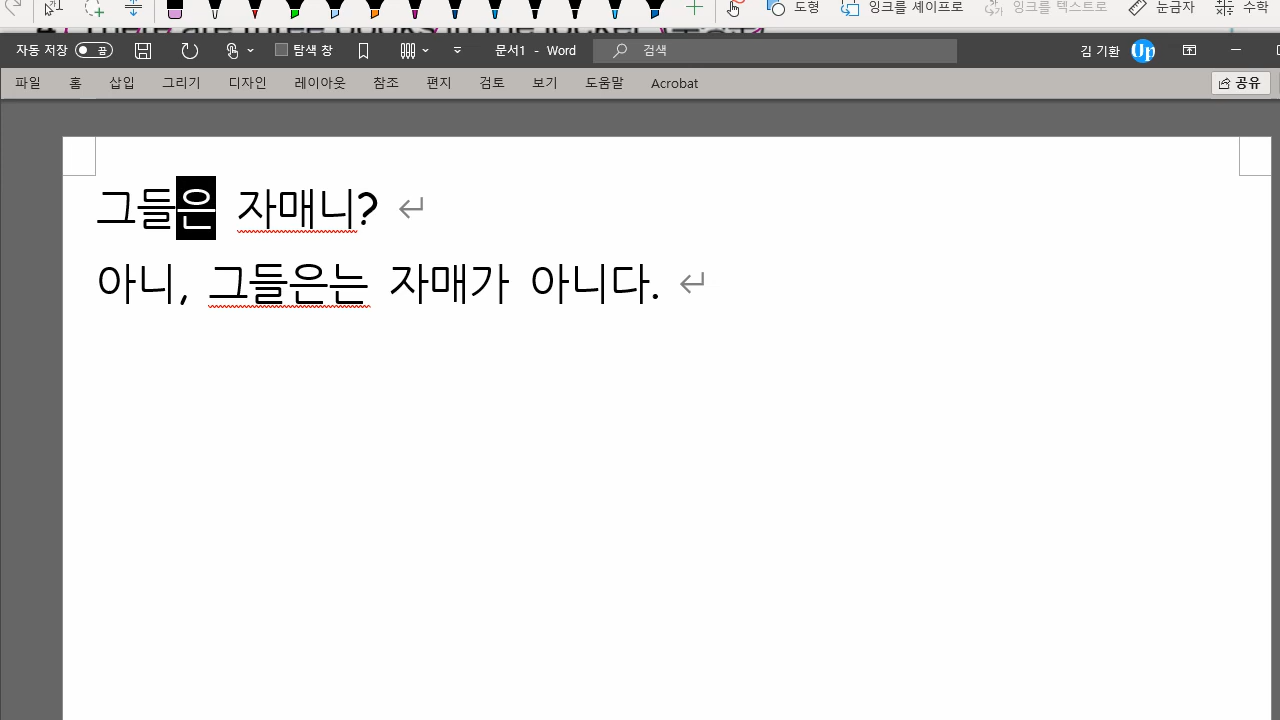 도형 잉크를 셰이프로 잉크를 텍스트로 눈금자 수학
자동 저장 끔 탐색 창 문서1 - Word 검색 김 기환 Up
파일 홈 삽입 그리기 디자인 레이아웃 참조 편지 검토 보기 도움말 Acrobat 공유
그들은 자매니? ↵
아니, 그들은는 자매가 아니다. ↵